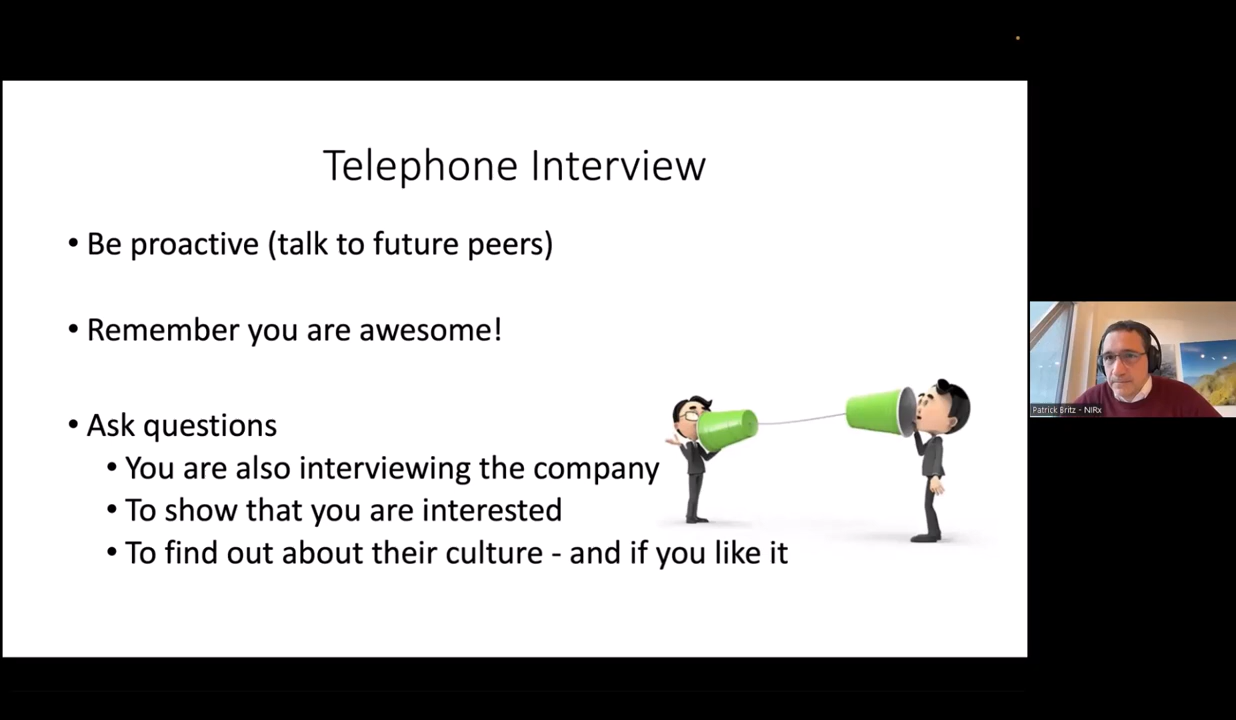 Telephone Interview
• Be proactive (talk to future peers)
• Remember you are awesome!
• Ask questions
• You are also interviewing the company
• To show that you are interested
• To find out about their culture - and if you like it
Patrick Britz - NIRx